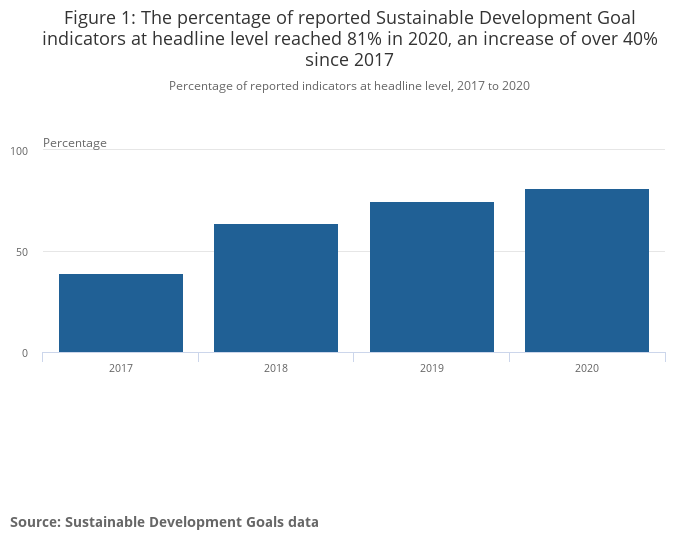 Figure 1: The percentage of reported Sustainable Development Goal
indicators at headline level reached 81% in 2020, an increase of over 40%
since 2017
Percentage of reported indicators at headline level, 2017 to 2020
Percentage
100
50
0
2017
2018
2019
2020
Source: Sustainable Development Goals data